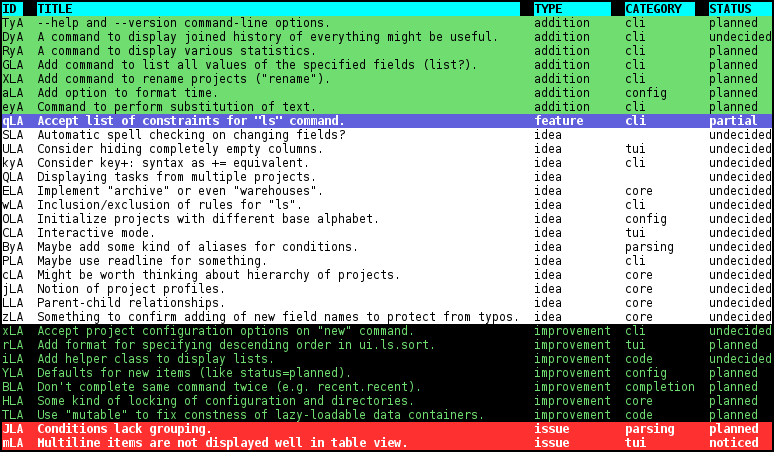 ID TITLE TYPE CATEGORY STATUS
TyA --help and --version command-line options. addition cli planned
DyA A command to display joined history of everything might be useful. addition cli undecided
RyA A command to display various statistics. addition cli planned
GLA Add command to list all values of the specified fields (list?). addition cli planned
XLA Add command to rename projects ("rename"). addition cli planned
aLA Add option to format time. addition config planned
eyA Command to perform substitution of text. addition cli planned
qLA Accept list of constraints for "ls" command. feature cli partial
SLA Automatic spell checking on changing fields? idea undecided
ULA Consider hiding completely empty columns. idea tui undecided
kyA Consider key+: syntax as += equivalent. idea cli undecided
QLA Displaying tasks from multiple projects. idea undecided
ELA Implement "archive" or even "warehouses". idea core undecided
wLA Inclusion/exclusion of rules for "ls". idea cli undecided
OLA Initialize projects with different base alphabet. idea config undecided
CLA Interactive mode. idea tui undecided
ByA Maybe add some kind of aliases for conditions. idea parsing undecided
PLA Maybe use readline for something. idea cli undecided
cLA Might be worth thinking about hierarchy of projects. idea core undecided
jLA Notion of project profiles. idea core undecided
LLA Parent-child relationships. idea core undecided
zLA Something to confirm adding of new field names to protect from typos. idea core undecided
xLA Accept project configuration options on "new" command. improvement cli undecided
rLA Add format for specifying descending order in ui.ls.sort. improvement tui planned
iLA Add helper class to display lists. improvement code undecided
YLA Defaults for new items (like status=planned). improvement config planned
BLA Don't complete same command twice (e.g. recent.recent). improvement completion planned
HLA Some kind of locking of configuration and directories. improvement core planned
TLA Use "mutable" to fix constness of lazy-loadable data containers. improvement code planned
JLA Conditions lack grouping. issue parsing planned
mLA Multiline items are not displayed well in table view. issue tui noticed